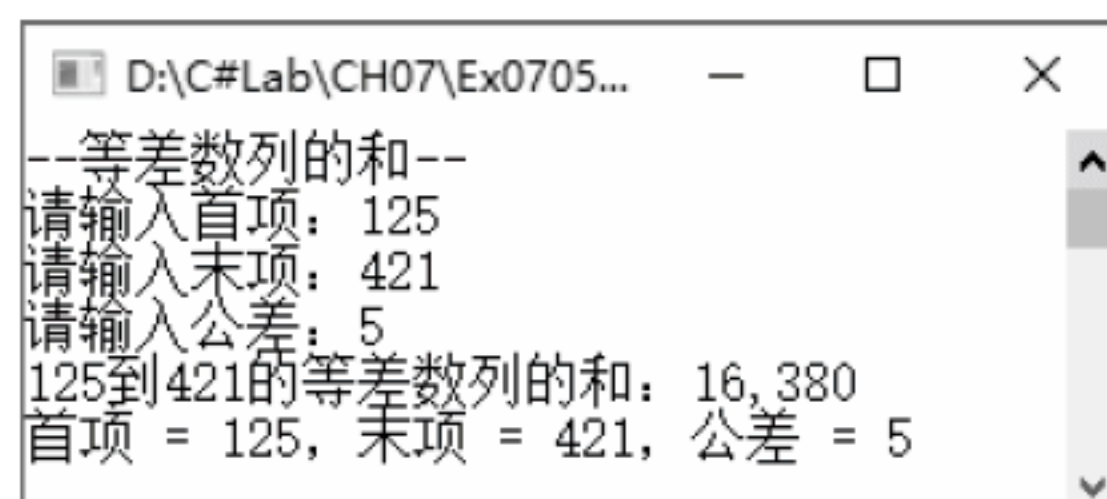 D:\C#Lab\CH07\Ex0705...
--等差数列的和--
请输入首项：125
请输入末项：421
请输入公差：5
125到421的等差数列的和：16,380
首项 = 125，末项 = 421，公差 = 5